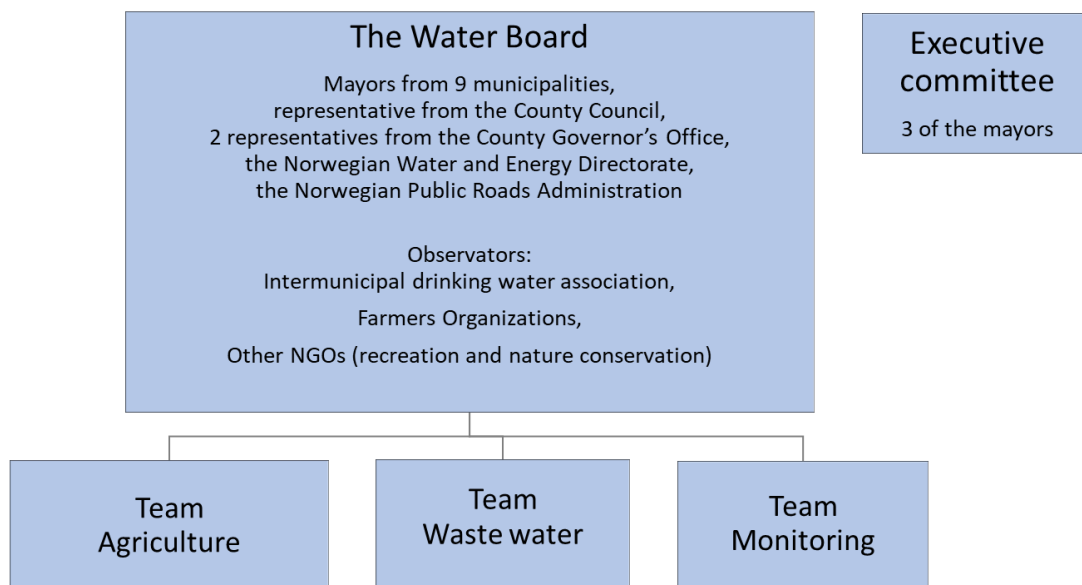 The Water Board
Mayors from 9 municipalities,
representative from the County Council,
2 representatives from the County Governor's Office,
the Norwegian Water and Energy Directorate,
the Norwegian Public Roads Administration
Observators:
Intermunicipal drinking water association,
Farmers Organizations,
Other NGOs (recreation and nature conservation)
Executive
committee
3 of the mayors
Team
Agriculture
Team
Waste water
Team
Monitoring